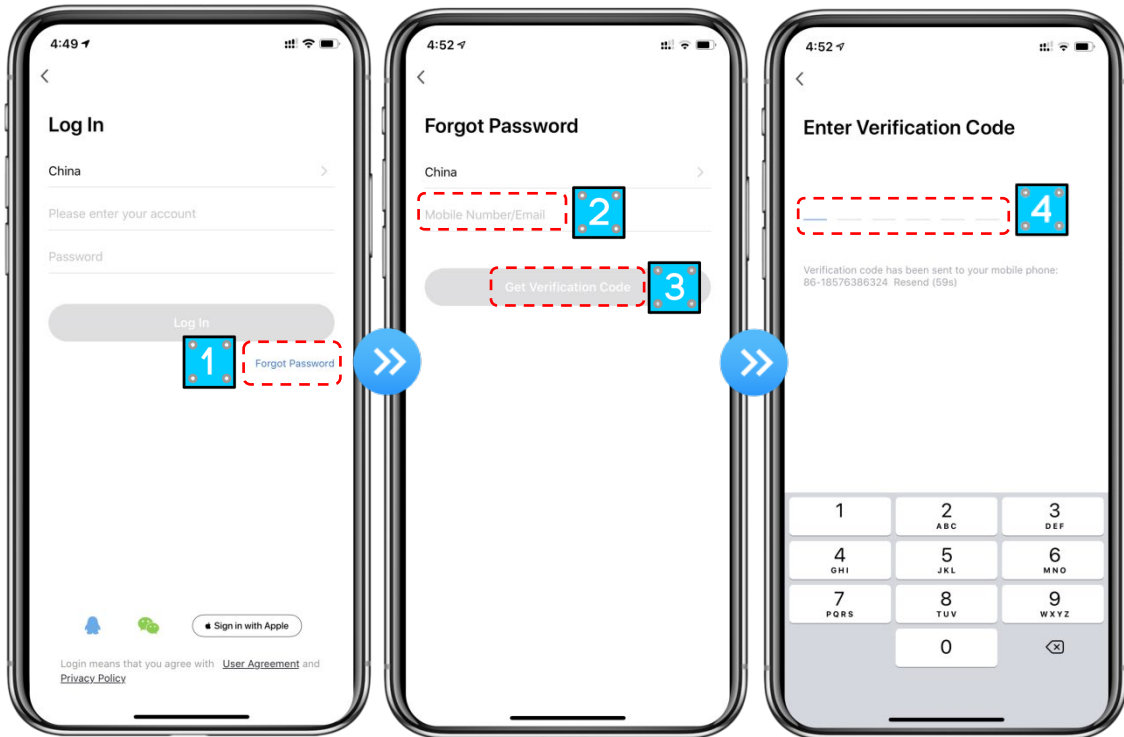 4:49
Log In
China
Please enter your account
Password
Log In
1
Forgot Password
Sign in with Apple
Login means that you agree with User Agreement and
Privacy Policy
4:52
Forgot Password
China
Mobile Number/Email
2
Get Verification Code
3
4:52
Enter Verification Code
4
Verification code has been sent to your mobile phone:
86-18576386324 Resend (59s)
1 2 3
ABC DEF
4 5 6
GHI JKL MNO
7 8 9
PQRS TUV WXYZ
0